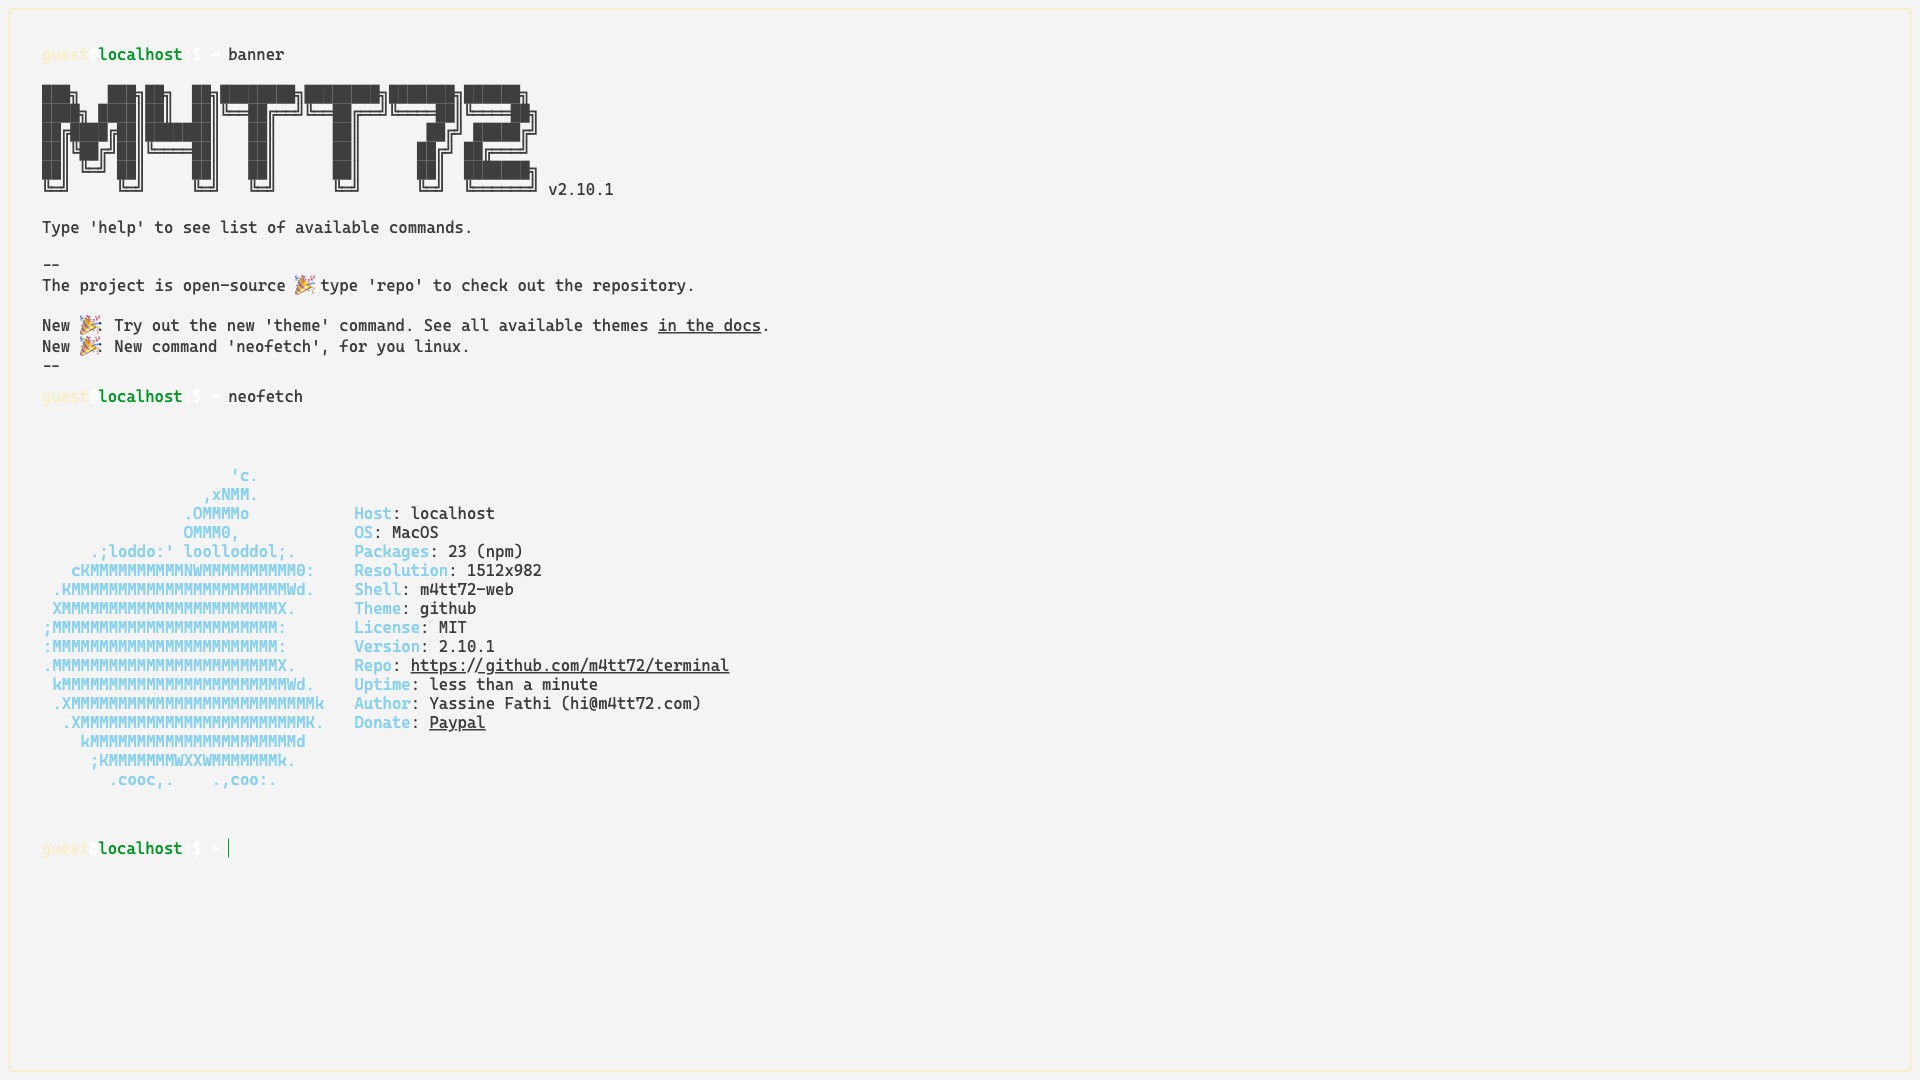 guest@localhost:$ ~ banner
M4TT72 v2.10.1
Type 'help' to see list of available commands.
--
The project is open-source 🎉 type 'repo' to check out the repository.
New 🎉: Try out the new 'theme' command. See all available themes in the docs.
New 🎉: New command 'neofetch', for you linux.
--
guest@localhost:$ ~ neofetch
'c.
,xNMM.
.OMMMMo Host: localhost
OMMM0, OS: MacOS
.;loddo:' loolloddol;. Packages: 23 (npm)
cKMMMMMMMMMMNWMMMMMMMMMM0: Resolution: 1512x982
.KMMMMMMMMMMMMMMMMMMMMMMMWd. Shell: m4tt72-web
XMMMMMMMMMMMMMMMMMMMMMMMX. Theme: github
;MMMMMMMMMMMMMMMMMMMMMMMM: License: MIT
:MMMMMMMMMMMMMMMMMMMMMMMM: Version: 2.10.1
.MMMMMMMMMMMMMMMMMMMMMMMMX. Repo: https://github.com/m4tt72/terminal
kMMMMMMMMMMMMMMMMMMMMMMMMWd. Uptime: less than a minute
.XMMMMMMMMMMMMMMMMMMMMMMMMMMk Author: Yassine Fathi (hi@m4tt72.com)
.XMMMMMMMMMMMMMMMMMMMMMMMMK. Donate: Paypal
kMMMMMMMMMMMMMMMMMMMMMMd
;KMMMMMMMWXXWMMMMMMMk.
.cooc,. .,coo:.
guest@localhost:$ ~